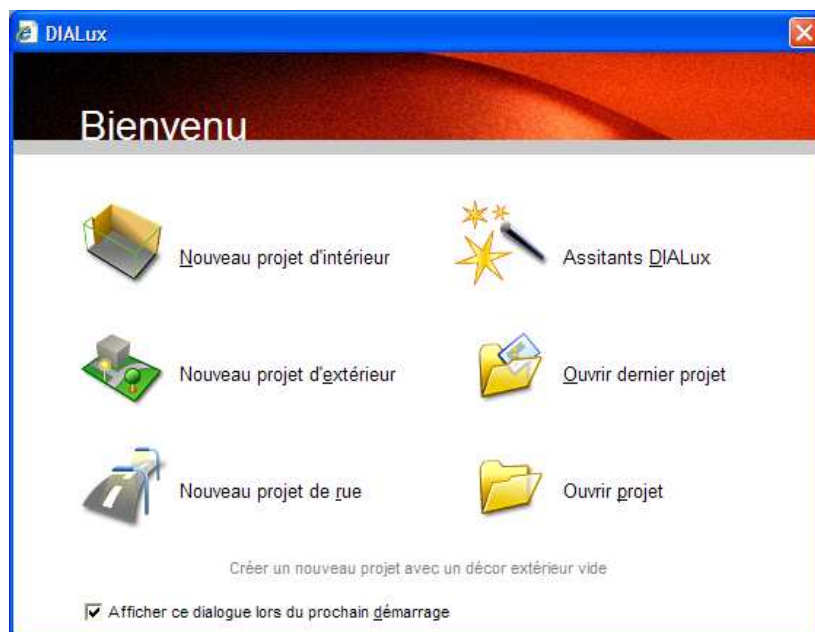 DIALux
Bienvenu
Nouveau projet d'intérieur
Assitants DIALux
Nouveau projet d'extérieur
Ouvrir dernier projet
Nouveau projet de rue
Ouvrir projet
Créer un nouveau projet avec un décor extérieur vide
Afficher ce dialogue lors du prochain démarrage